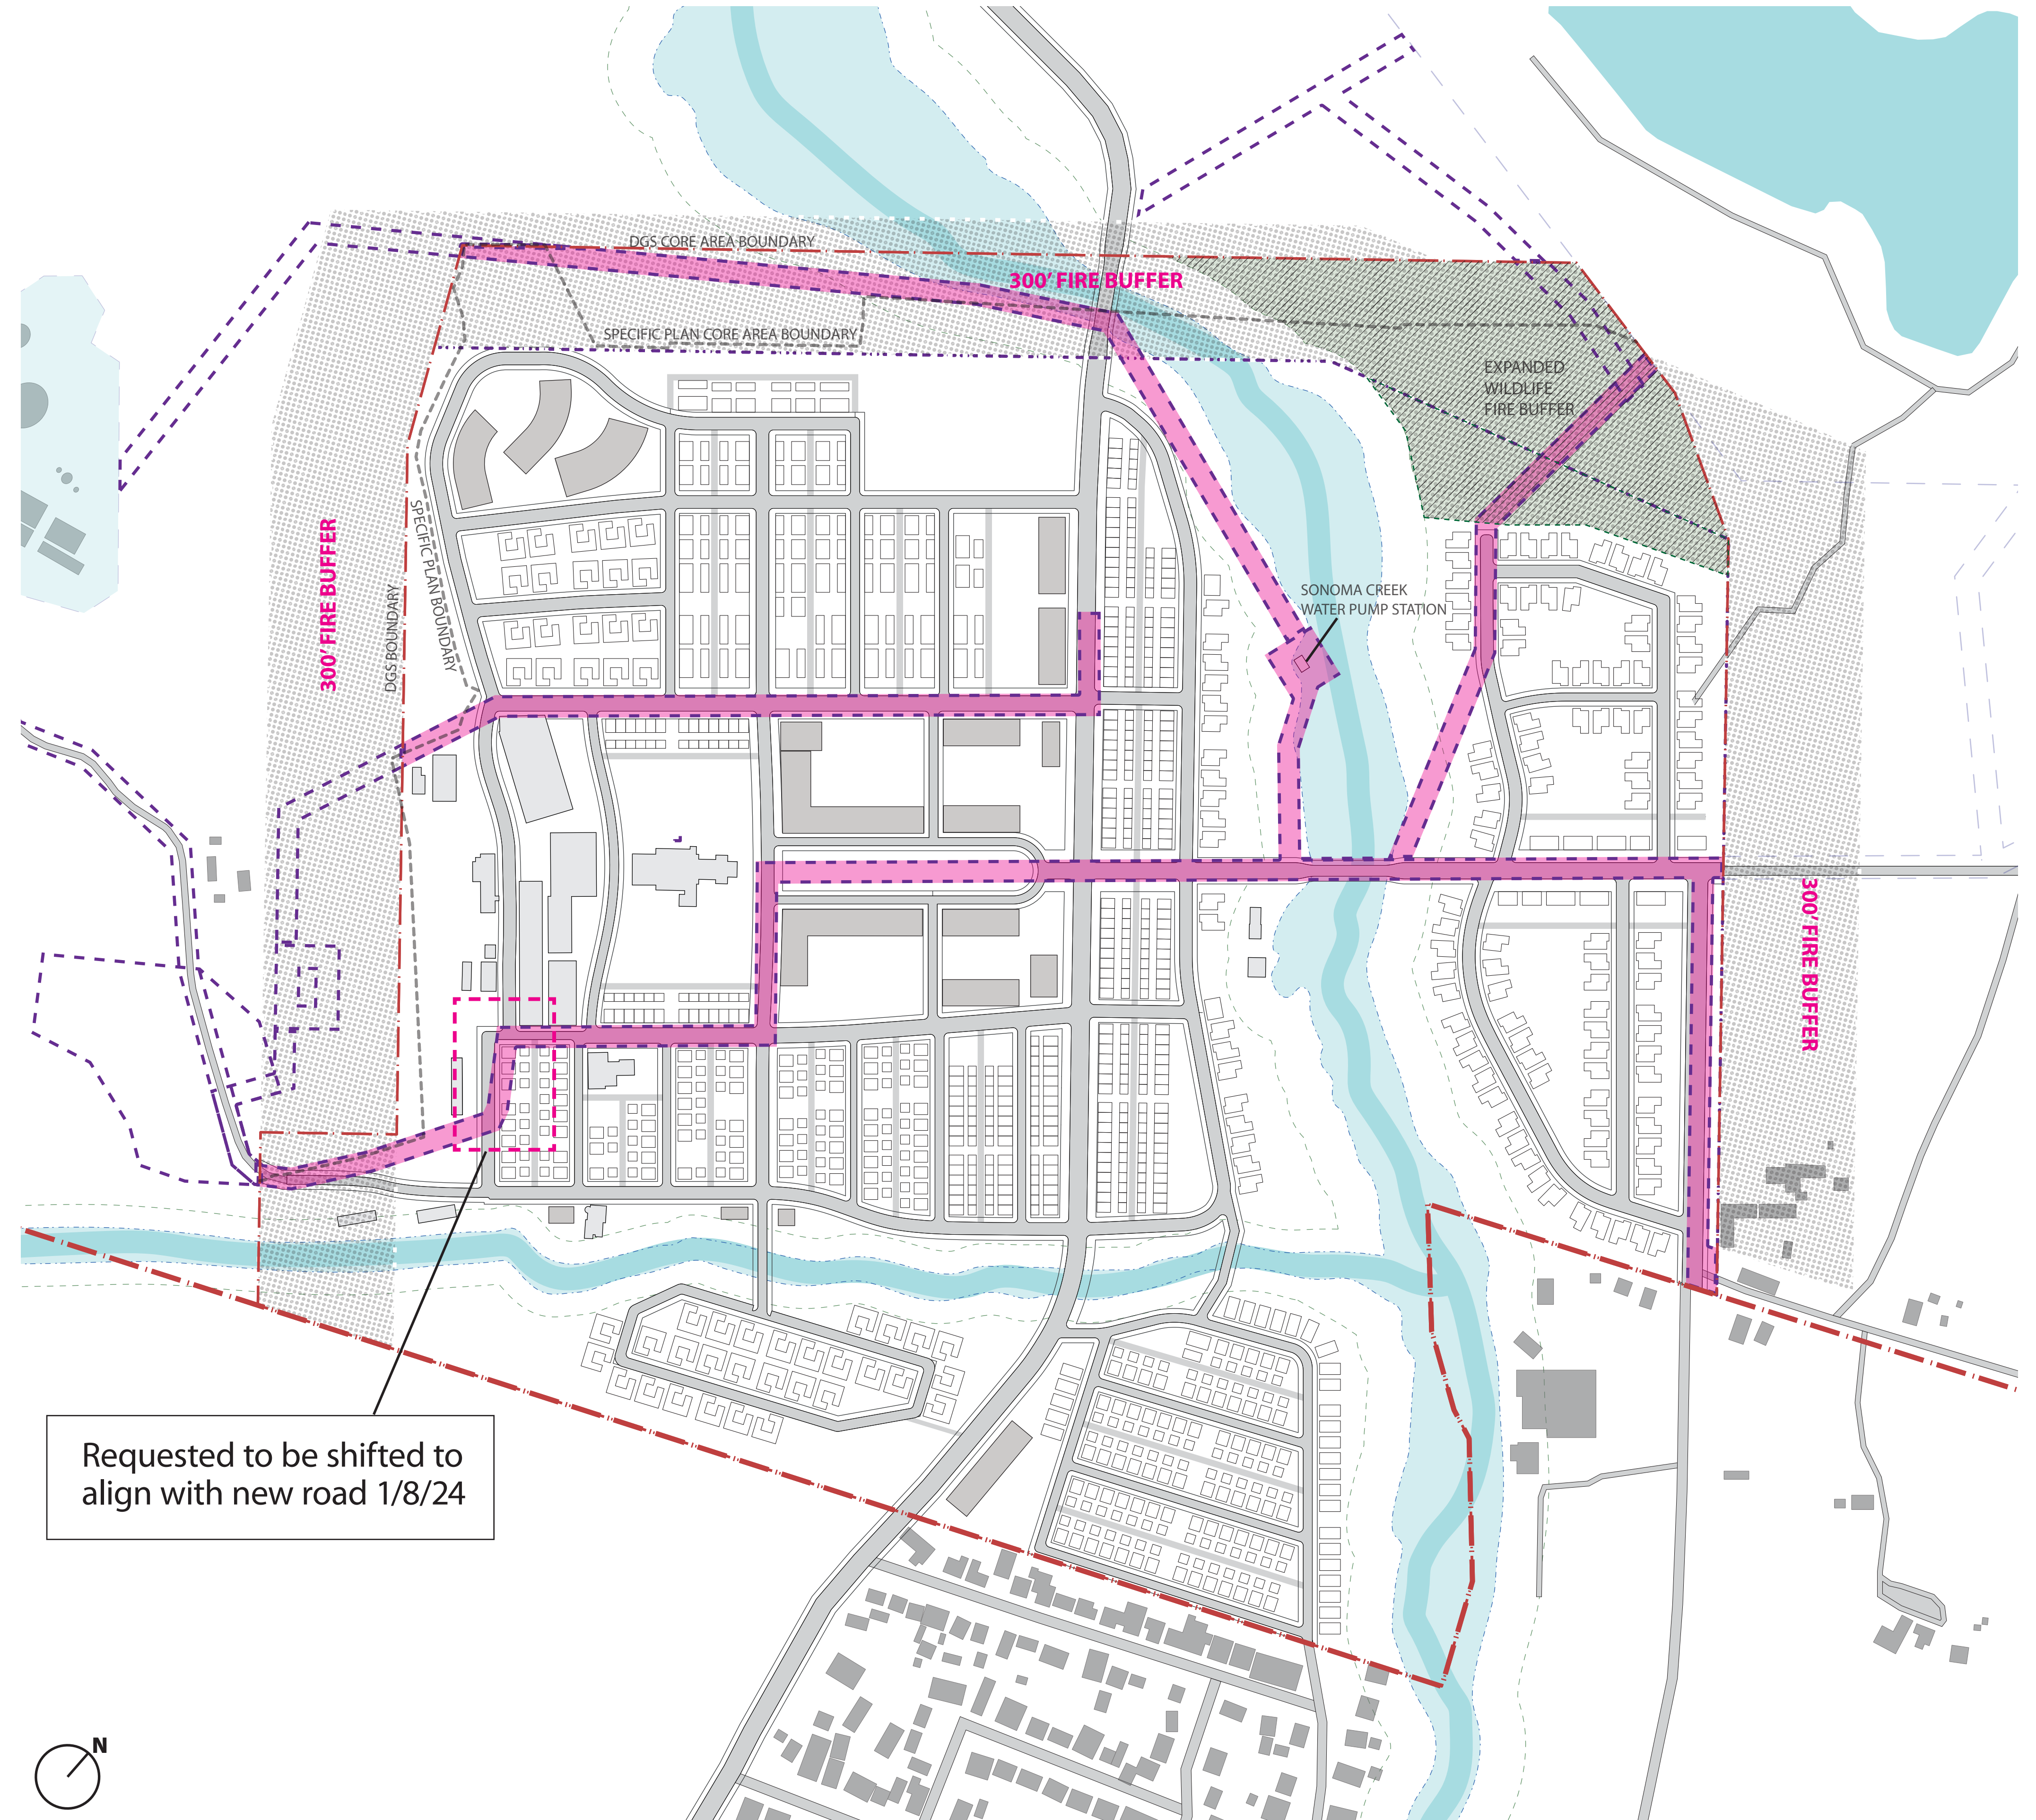 DGS CORE AREA BOUNDARY
300' FIRE BUFFER
SPECIFIC PLAN CORE AREA BOUNDARY
EXPANDED
WILDLIFE
FIRE BUFFER
300' FIRE BUFFER
DGS BOUNDARY
SPECIFIC PLAN BOUNDARY
SONOMA CREEK
WATER PUMP STATION
300' FIRE BUFFER
Requested to be shifted to
align with new road 1/8/24
N